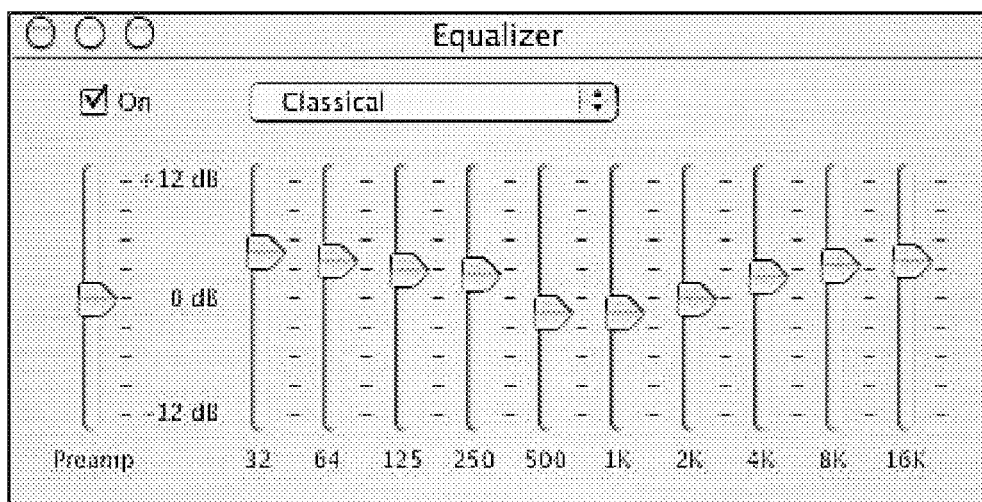 Equalizer
On Classical
+12 dB
0 dB
-12 dB
Preamp 32 64 125 250 500 1K 2K 4K 8K 16K